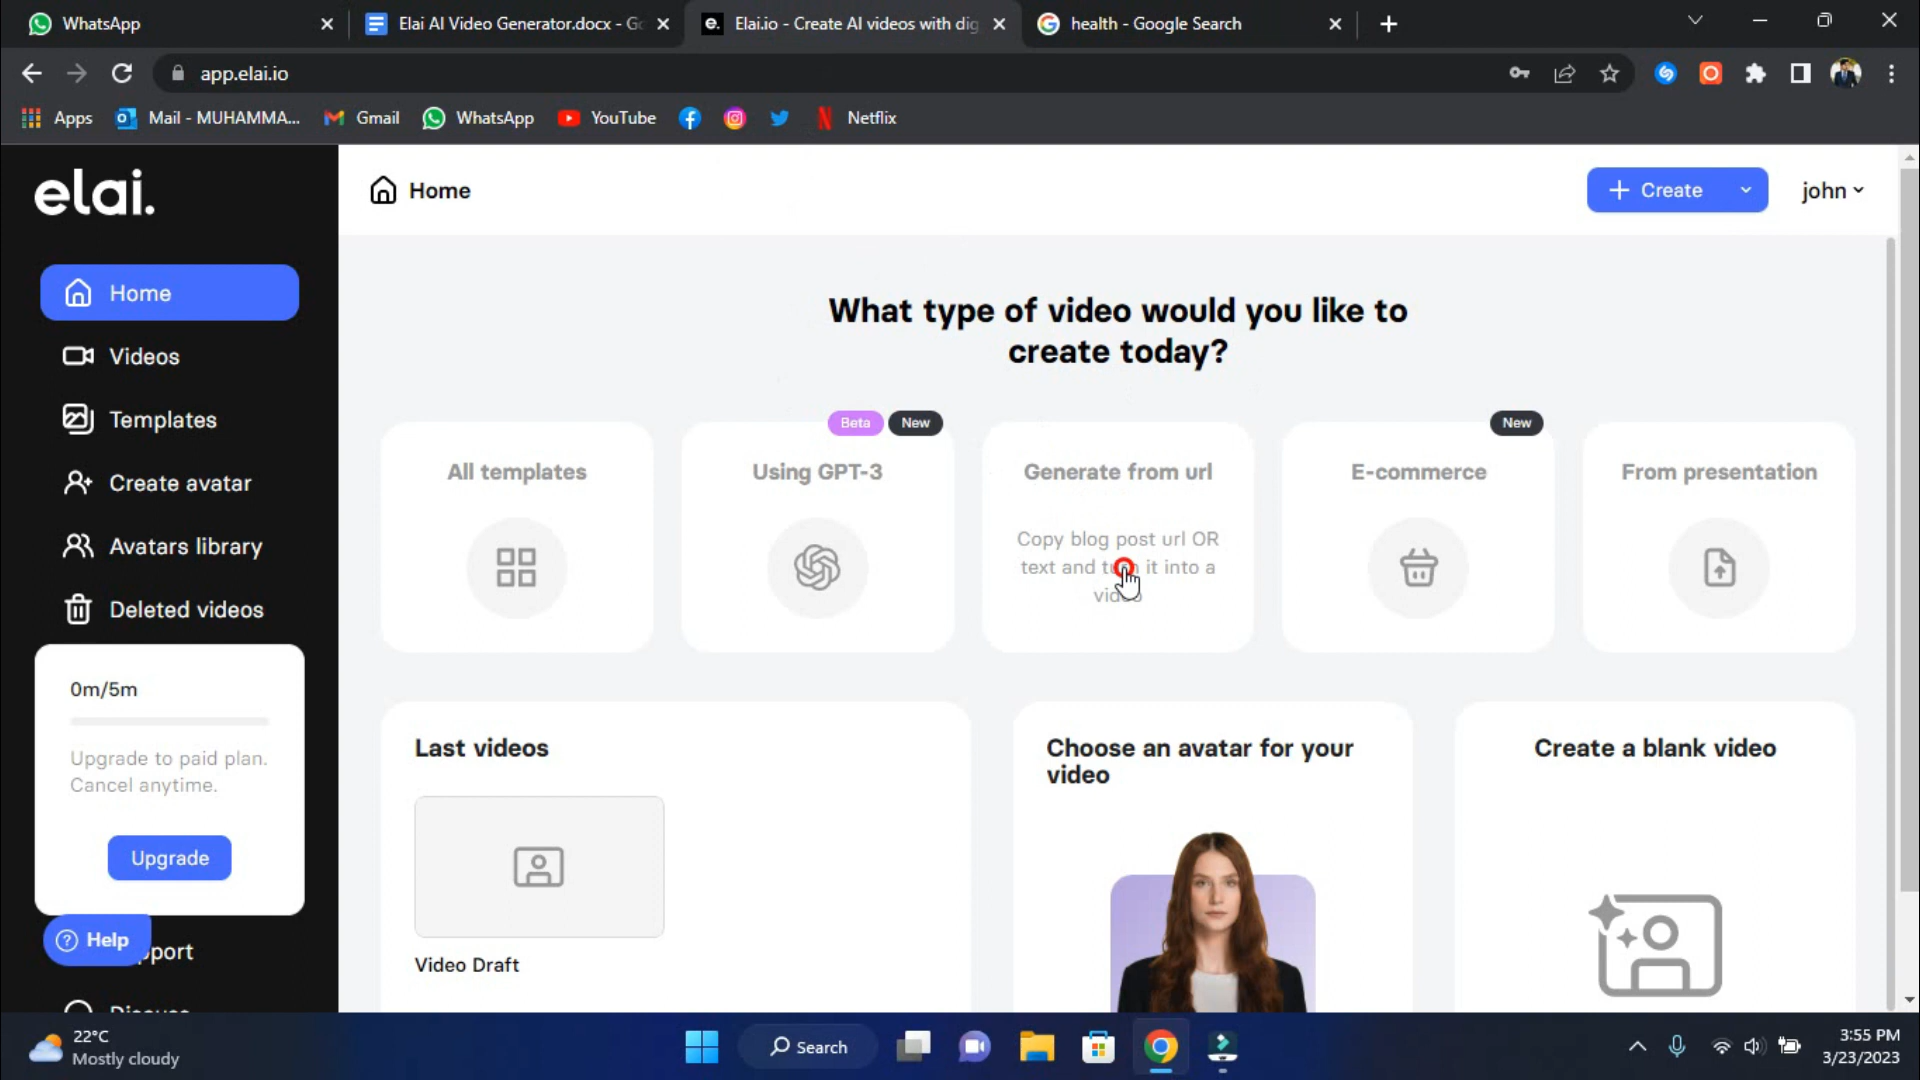 WhatsApp
Elai AI Video Generator.docx - Go
e. Elai.io - Create AI videos with dig
health - Google Search
app.elai.io
Apps
Mail - MUHAMMA...
Gmail
WhatsApp
YouTube
Netflix
elai.
Home
Create
john
Home
Videos
Templates
Create avatar
Avatars library
Deleted videos
0m/5m
Upgrade to paid plan.
Cancel anytime.
Upgrade
Help
pport
What type of video would you like to
create today?
All templates
Beta New
Using GPT-3
Generate from url
Copy blog post url OR
text and turn it into a
video
New
E-commerce
From presentation
Last videos
Video Draft
Choose an avatar for your
video
Create a blank video
22°C
Mostly cloudy
Search
3:55 PM
3/23/2023